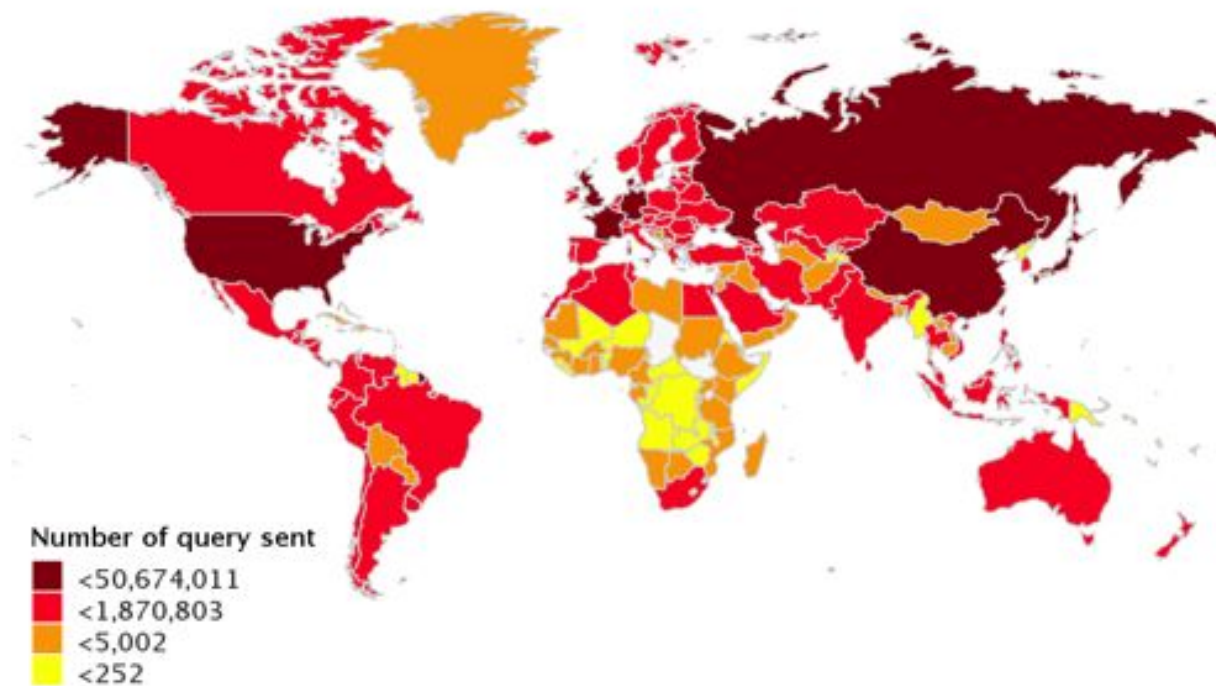 Number of query sent
<50,674,011
<1,870,803
<5,002
<252